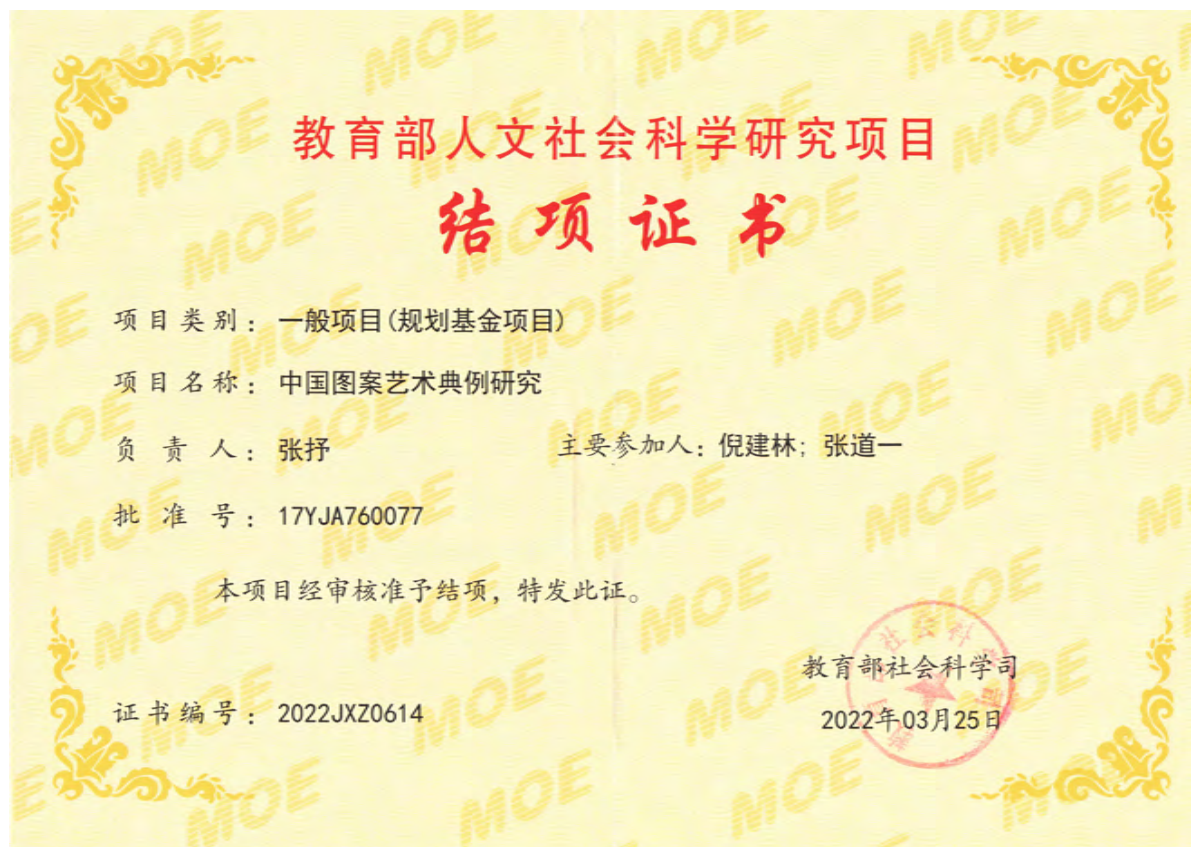 教育部人文社会科学研究项目
结项证书
项目类别：一般项目(规划基金项目)
项目名称：中国图案艺术典例研究
负责人：张抒 主要参加人：倪建林；张道一
批准号：17YJA760077
本项目经审核准予结项，特发此证。
教育部社会科学司
证书编号：2022JXZ0614 2022年03月25日
MOE